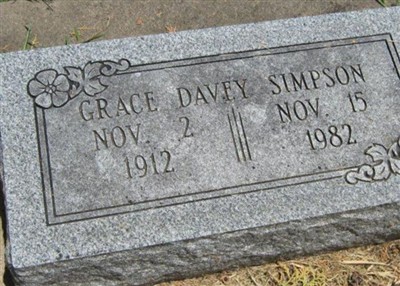 GRACE DAVEY SIMPSON
NOV. 2 NOV. 15
1912 1982